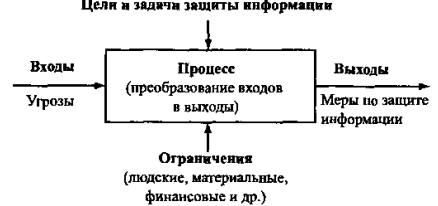 Цели и задачи защиты информации
Входы
Угрозы
Процесс
(преобразование входов
в выходы)
Выходы
Меры по защите
информации
Ограничения
(людские, материальные,
финансовые и др.)